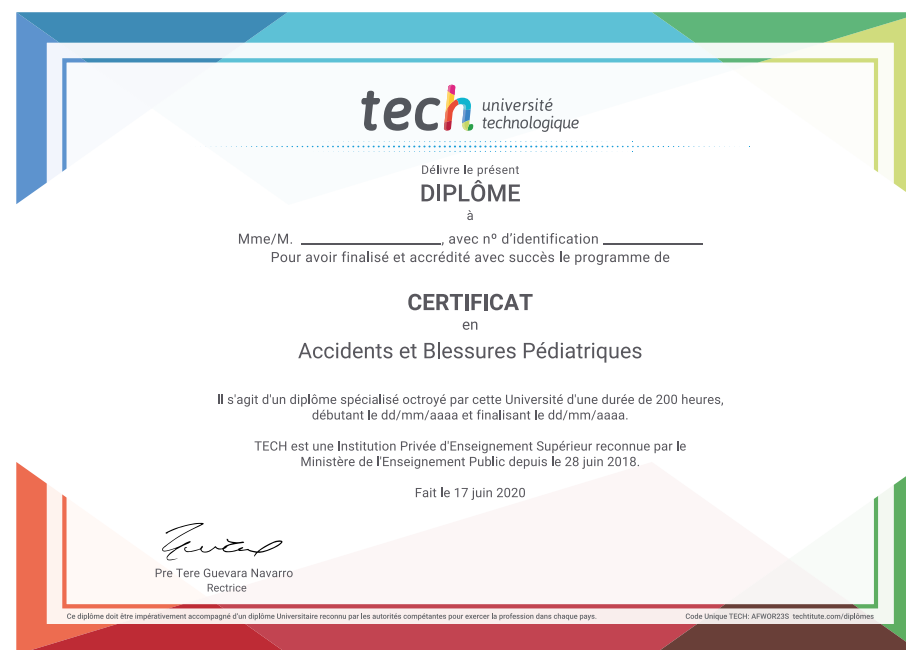 tech université
technologique
Délivre le présent
DIPLÔME
à
Mme/M. ____________________, avec nº d'identification ______________
Pour avoir finalisé et accrédité avec succès le programme de
CERTIFICAT
en
Accidents et Blessures Pédiatriques
Il s'agit d'un diplôme spécialisé octroyé par cette Université d'une durée de 200 heures,
débutant le dd/mm/aaaa et finalisant le dd/mm/aaaa.
TECH est une Institution Privée d'Enseignement Supérieur reconnue par le
Ministère de l'Enseignement Public depuis le 28 juin 2018.
Fait le 17 juin 2020
Pre Tere Guevara Navarro
Rectrice
Ce diplôme doit être impérativement accompagné d'un diplôme Universitaire reconnu par les autorités compétantes pour exercer la profession dans chaque pays.
Code Unique TECH: AFWOR23S techtitute.com/diplômes